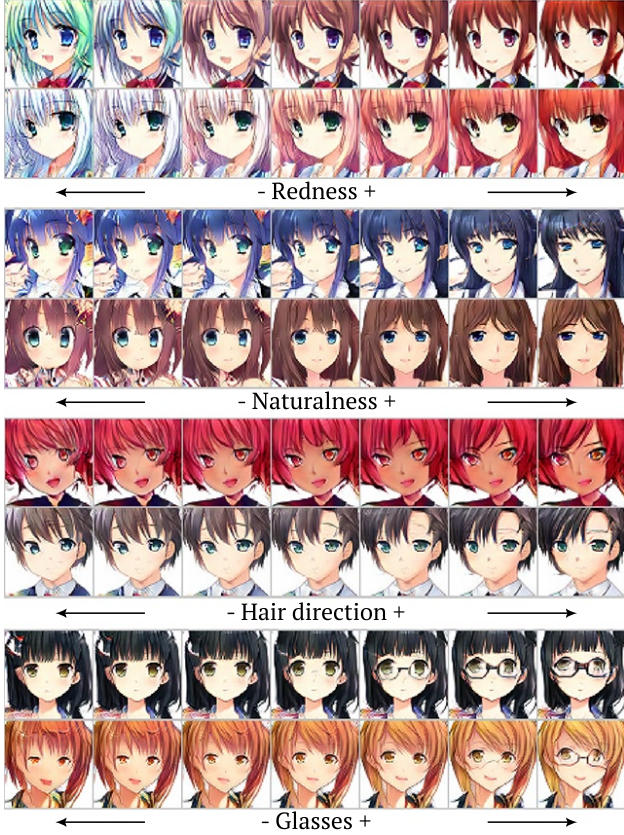 - Redness +
- Naturalness +
- Hair direction +
- Glasses +